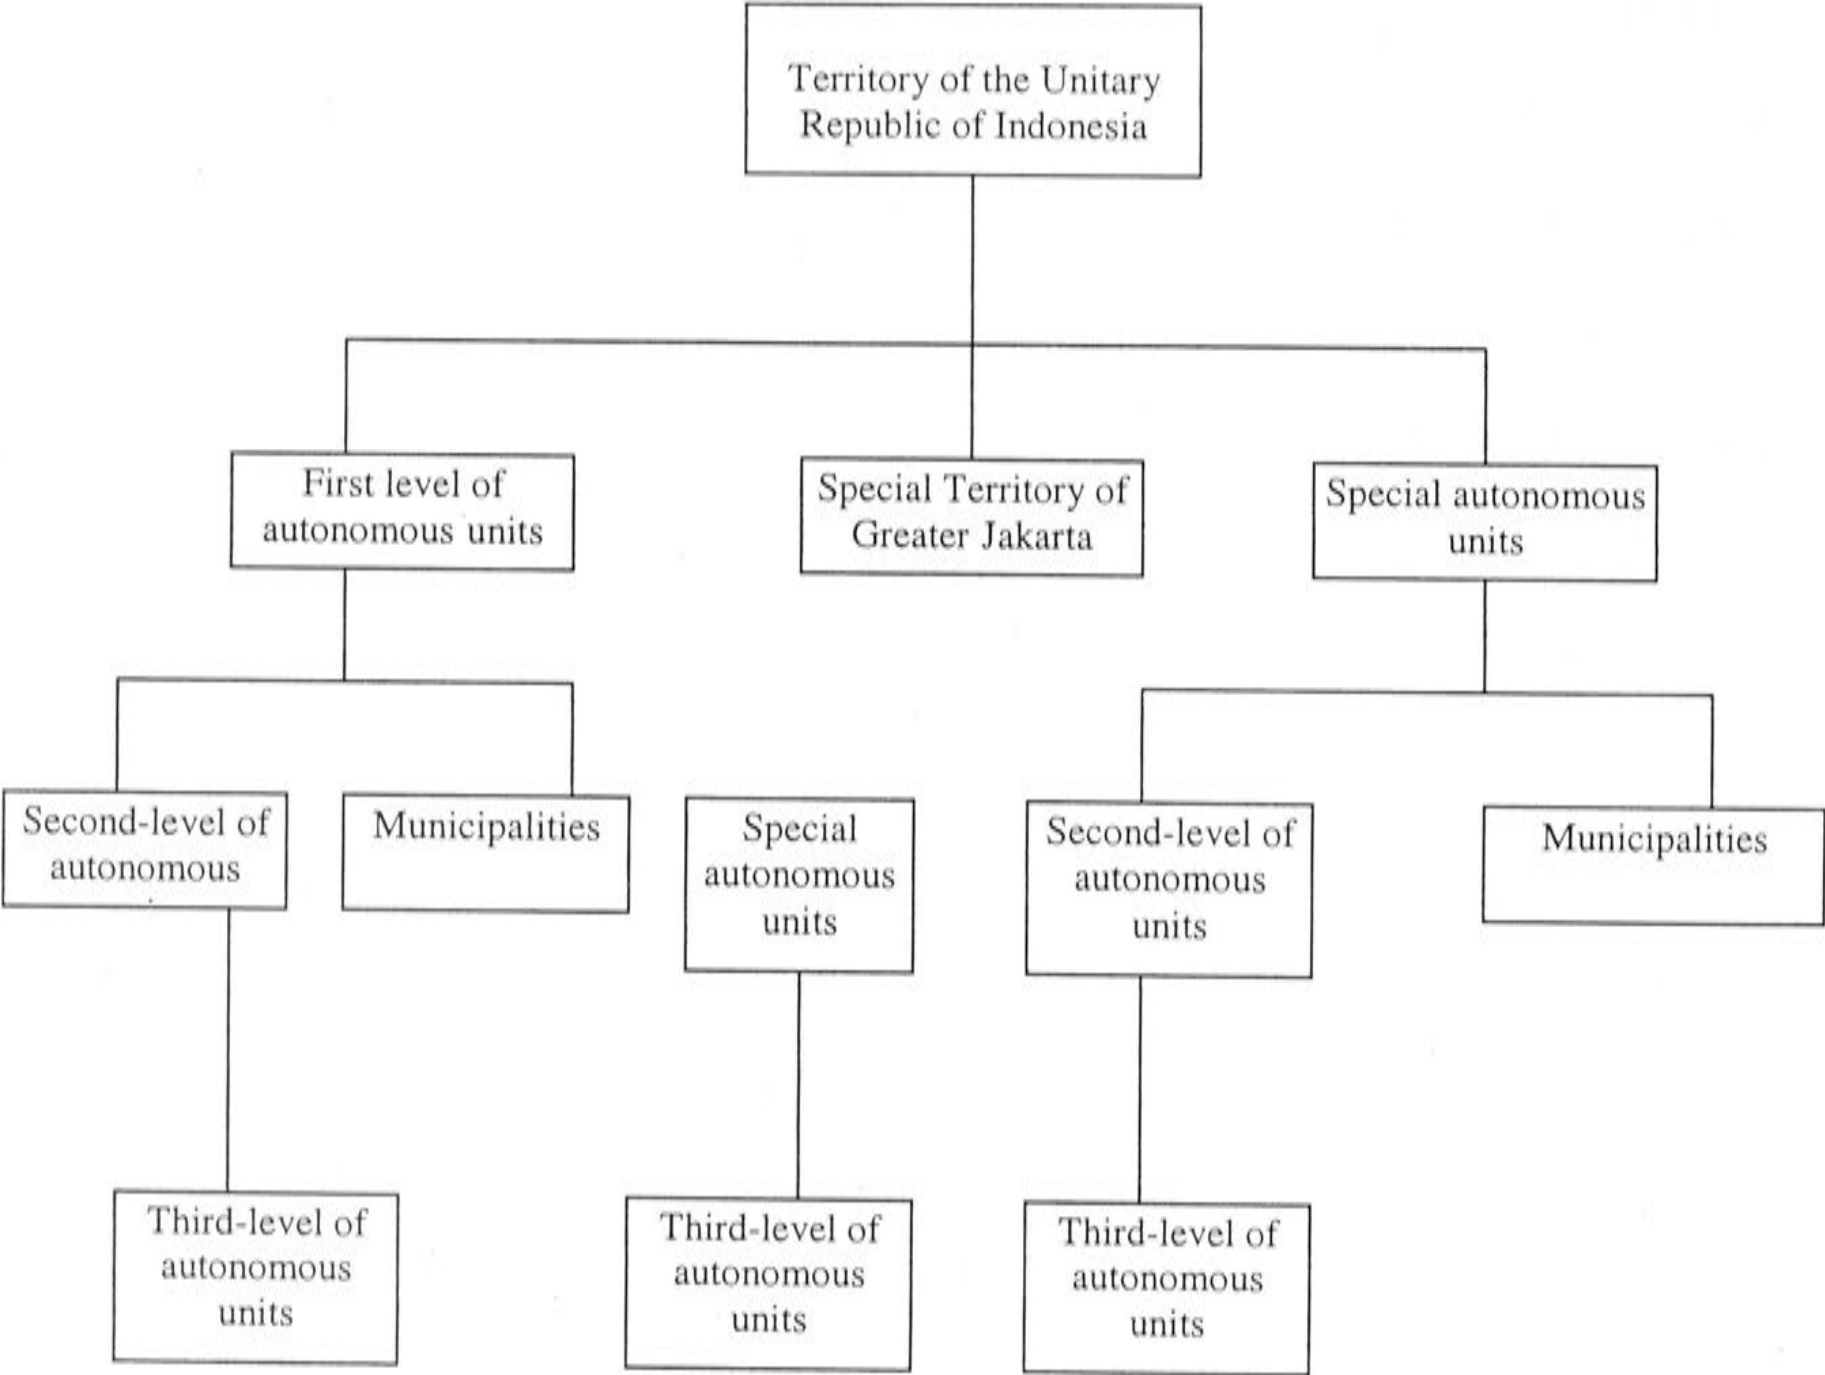 Territory of the Unitary
Republic of Indonesia
First level of
autonomous units
Special Territory of
Greater Jakarta
Special autonomous
units
Second-level of
autonomous
Municipalities
Special
autonomous
units
Second-level of
autonomous
units
Municipalities
Third-level of
autonomous
units
Third-level of
autonomous
units
Third-level of
autonomous
units